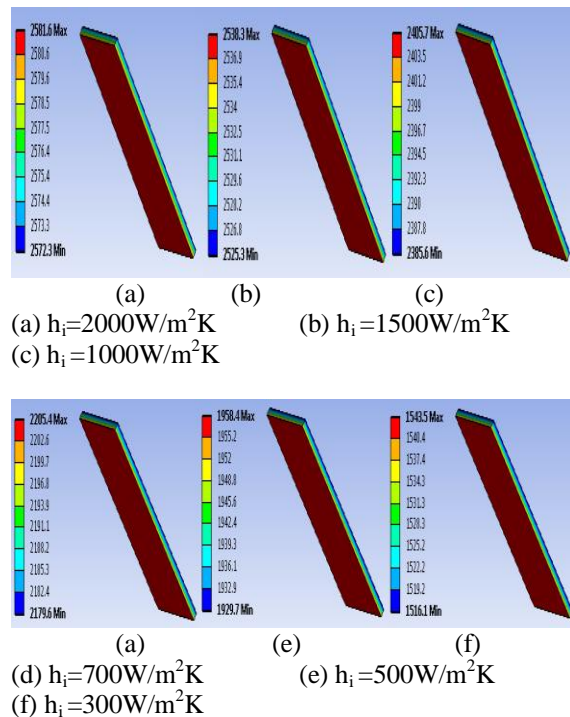 2581.6 Max
2580.6
2579.6
2578.5
2577.5
2576.4
2575.4
2574.4
2573.3
2572.3 Min
2538.3 Max
2536.9
2535.4
2534
2532.5
2531.1
2529.6
2528.2
2526.8
2525.3 Min
2405.7 Max
2403.5
2401.2
2399
2396.7
2394.5
2392.3
2398
2387.8
2385.6 Min
(a) (b) (c)
(a) hᵢ=2000W/m²K (b) hᵢ=1500W/m²K
(c) hᵢ=1000W/m²K
2205.4 Max
2202.6
2199.7
2196.8
2193.9
2191.1
2188.2
2185.3
2182.4
2179.6 Min
1958.4 Max
1955.2
1952
1948.8
1945.6
1942.4
1939.3
1936.1
1932.9
1929.7 Min
1543.5 Max
1540.4
1537.4
1534.3
1531.3
1528.3
1525.2
1522.2
1519.2
1516.1 Min
(a) (e) (f)
(d) hᵢ=700W/m²K (e) hᵢ=500W/m²K
(f) hᵢ=300W/m²K